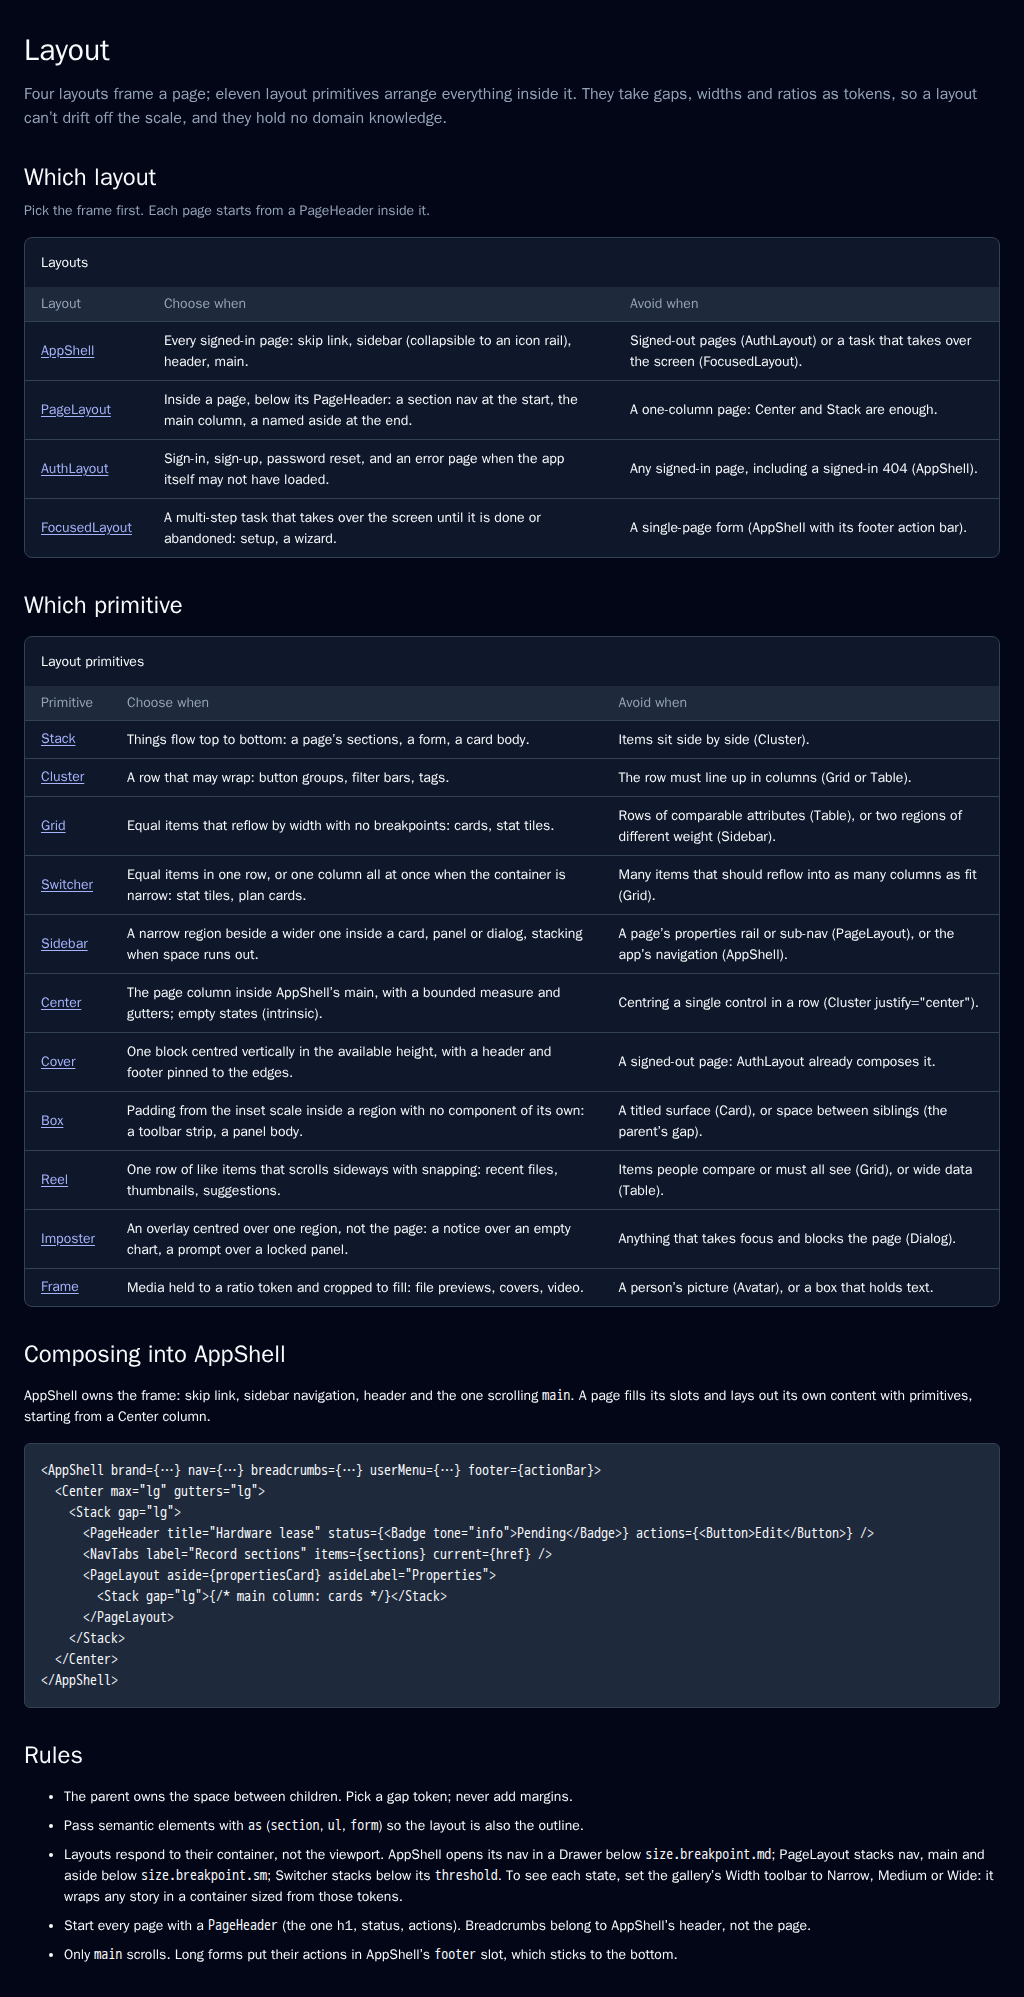 Layout
Four layouts frame a page; eleven layout primitives arrange everything inside it. They take gaps, widths and ratios as tokens, so a layout
can't drift off the scale, and they hold no domain knowledge.
Which layout
Pick the frame first. Each page starts from a PageHeader inside it.
Layouts
Layout Choose when Avoid when
AppShell
Every signed-in page: skip link, sidebar (collapsible to an icon rail),
header, main.
Signed-out pages (AuthLayout) or a task that takes over
the screen (FocusedLayout).
PageLayout
Inside a page, below its PageHeader: a section nav at the start, the
main column, a named aside at the end.
A one-column page: Center and Stack are enough.
AuthLayout
Sign-in, sign-up, password reset, and an error page when the app
itself may not have loaded.
Any signed-in page, including a signed-in 404 (AppShell).
FocusedLayout
A multi-step task that takes over the screen until it is done or
abandoned: setup, a wizard.
A single-page form (AppShell with its footer action bar).
Which primitive
Layout primitives
Primitive Choose when Avoid when
Stack
Things flow top to bottom: a page's sections, a form, a card body.
Items sit side by side (Cluster).
Cluster
A row that may wrap: button groups, filter bars, tags.
The row must line up in columns (Grid or Table).
Grid
Equal items that reflow by width with no breakpoints: cards, stat tiles.
Rows of comparable attributes (Table), or two regions of
different weight (Sidebar).
Switcher
Equal items in one row, or one column all at once when the container is
narrow: stat tiles, plan cards.
Many items that should reflow into as many columns as fit
(Grid).
Sidebar
A narrow region beside a wider one inside a card, panel or dialog, stacking
when space runs out.
A page's properties rail or sub-nav (PageLayout), or the
app's navigation (AppShell).
Center
The page column inside AppShell's main, with a bounded measure and
gutters; empty states (intrinsic).
Centring a single control in a row (Cluster justify="center").
Cover
One block centred vertically in the available height, with a header and
footer pinned to the edges.
A signed-out page: AuthLayout already composes it.
Box
Padding from the inset scale inside a region with no component of its own:
a toolbar strip, a panel body.
A titled surface (Card), or space between siblings (the
parent's gap).
Reel
One row of like items that scrolls sideways with snapping: recent files,
thumbnails, suggestions.
Items people compare or must all see (Grid), or wide data
(Table).
Imposter
An overlay centred over one region, not the page: a notice over an empty
chart, a prompt over a locked panel.
Anything that takes focus and blocks the page (Dialog).
Frame
Media held to a ratio token and cropped to fill: file previews, covers, video.
A person's picture (Avatar), or a box that holds text.
Composing into AppShell
AppShell owns the frame: skip link, sidebar navigation, header and the one scrolling main. A page fills its slots and lays out its own content with primitives,
starting from a Center column.
<AppShell brand={…} nav={…} breadcrumbs={…} userMenu={…} footer={actionBar}>
  <Center max="lg" gutters="lg">
    <Stack gap="lg">
      <PageHeader title="Hardware lease" status={<Badge tone="info">Pending</Badge>} actions={<Button>Edit</Button>} />
      <NavTabs label="Record sections" items={sections} current={href} />
      <PageLayout aside={propertiesCard} asideLabel="Properties">
        <Stack gap="lg">{/* main column: cards */}</Stack>
      </PageLayout>
    </Stack>
  </Center>
</AppShell>
Rules
• The parent owns the space between children. Pick a gap token; never add margins.
• Pass semantic elements with as (section, ul, form) so the layout is also the outline.
• Layouts respond to their container, not the viewport. AppShell opens its nav in a Drawer below size.breakpoint.md; PageLayout stacks nav, main and
aside below size.breakpoint.sm; Switcher stacks below its threshold. To see each state, set the gallery's Width toolbar to Narrow, Medium or Wide: it
wraps any story in a container sized from those tokens.
• Start every page with a PageHeader (the one h1, status, actions). Breadcrumbs belong to AppShell's header, not the page.
• Only main scrolls. Long forms put their actions in AppShell's footer slot, which sticks to the bottom.